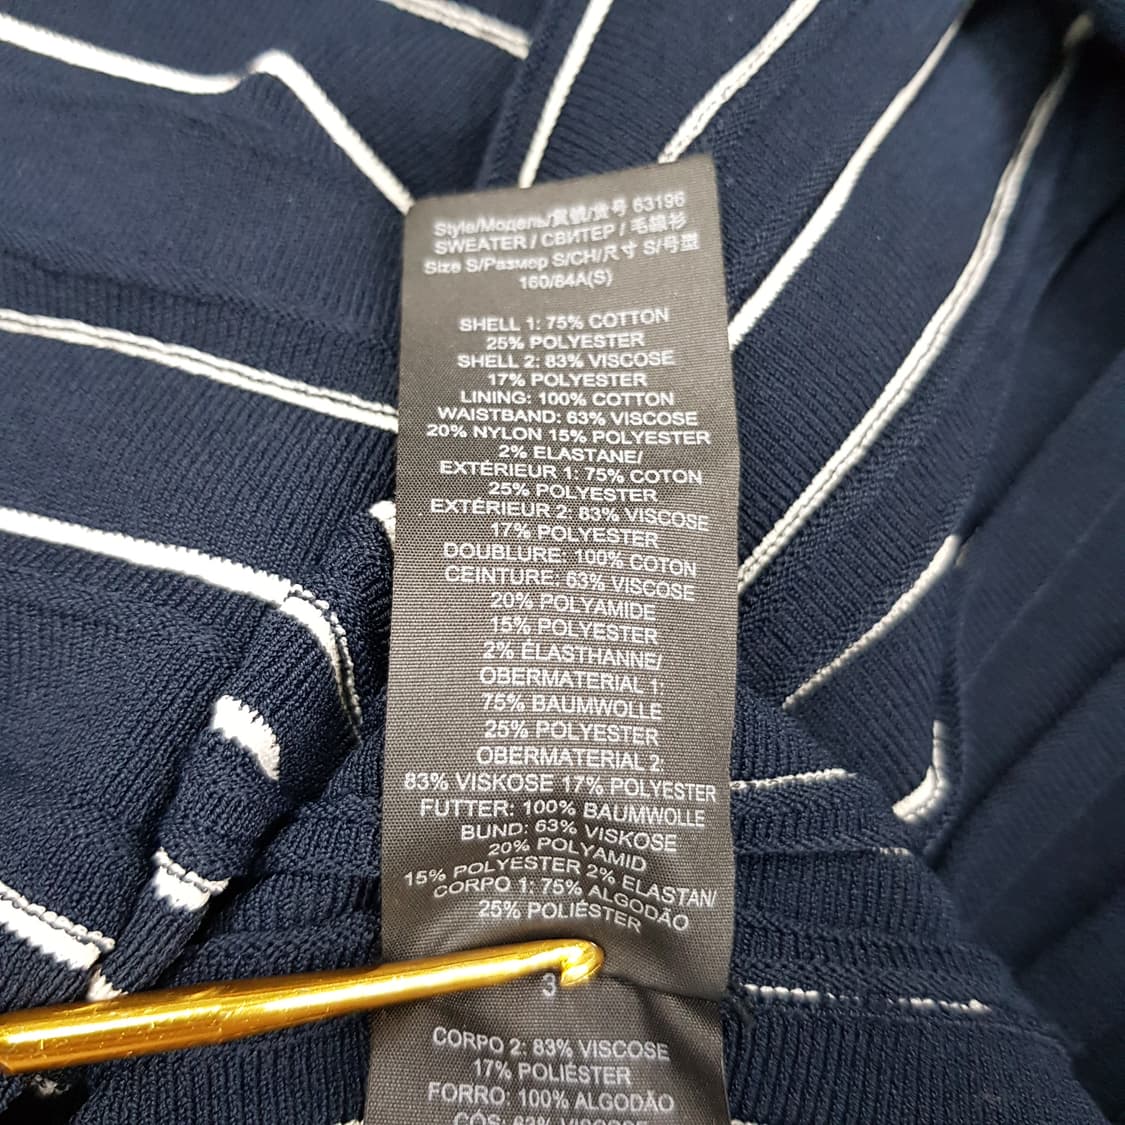 Style/Модель/貨號/货号 63196
SWEATER / СВИТЕР / 毛織衫
Size S/Размер S/CH/尺寸 S/号型
160/84A(S)
SHELL 1: 75% COTTON
25% POLYESTER
SHELL 2: 83% VISCOSE
17% POLYESTER
LINING: 100% COTTON
WAISTBAND: 63% VISCOSE
20% NYLON 15% POLYESTER
2% ELASTANE/
EXTÉRIEUR 1: 75% COTON
25% POLYESTER
EXTÉRIEUR 2: 83% VISCOSE
17% POLYESTER
DOUBLURE: 100% COTON
CEINTURE: 63% VISCOSE
20% POLYAMIDE
15% POLYESTER
2% ÉLASTHANNE/
OBERMATERIAL 1:
75% BAUMWOLLE
25% POLYESTER
OBERMATERIAL 2:
83% VISKOSE 17% POLYESTER
FUTTER: 100% BAUMWOLLE
BUND: 63% VISKOSE
20% POLYAMID
15% POLYESTER 2% ELASTAN/
CORPO 1: 75% ALGODÃO
25% POLIÉSTER
3
CORPO 2: 83% VISCOSE
17% POLIÉSTER
FORRO: 100% ALGODÃO
CÓS: 63% VISCOSE